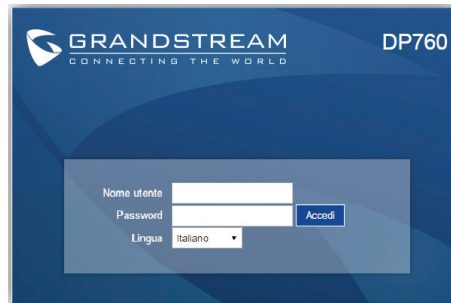 GRANDSTREAM
CONNECTING THE WORLD
DP760
Nome utente
Password
Accedi
Lingua
Italiano